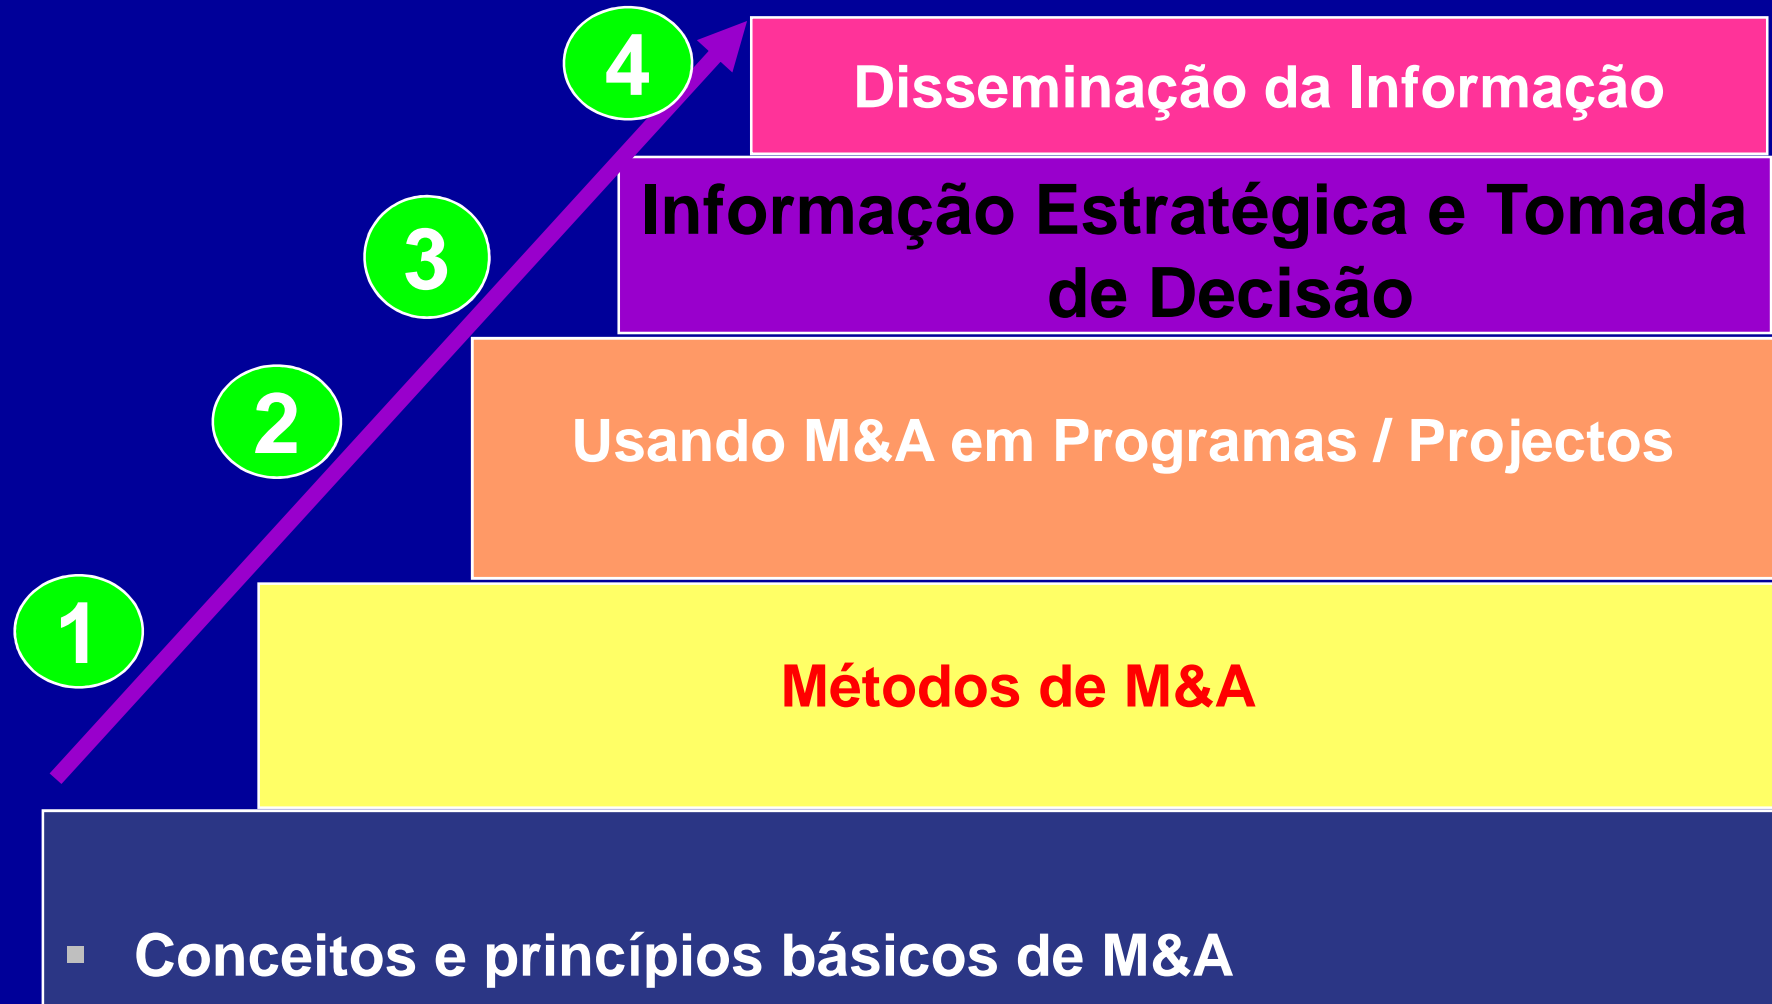 4
Disseminação da Informação
Informação Estratégica e Tomada
de Decisão
3
2
Usando M&A em Programas / Projectos
1
Métodos de M&A
Conceitos e princípios básicos de M&A